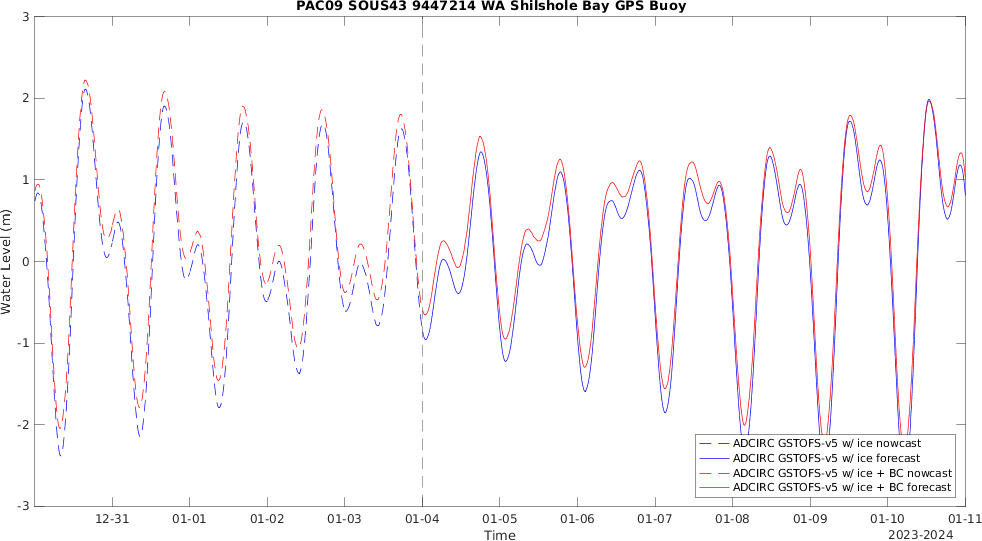 PAC09 SOUS43 9447214 WA Shilshole Bay GPS Buoy
3
2
1
0
-1
-2
-3
Water Level (m)
12-31
01-01
01-02
01-03
01-04
01-05
01-06
01-07
01-08
01-09
01-10
01-11
Time
2023-2024
ADCIRC GSTOFS-v5 w/ ice nowcast
ADCIRC GSTOFS-v5 w/ ice forecast
ADCIRC GSTOFS-v5 w/ ice + BC nowcast
ADCIRC GSTOFS-v5 w/ ice + BC forecast